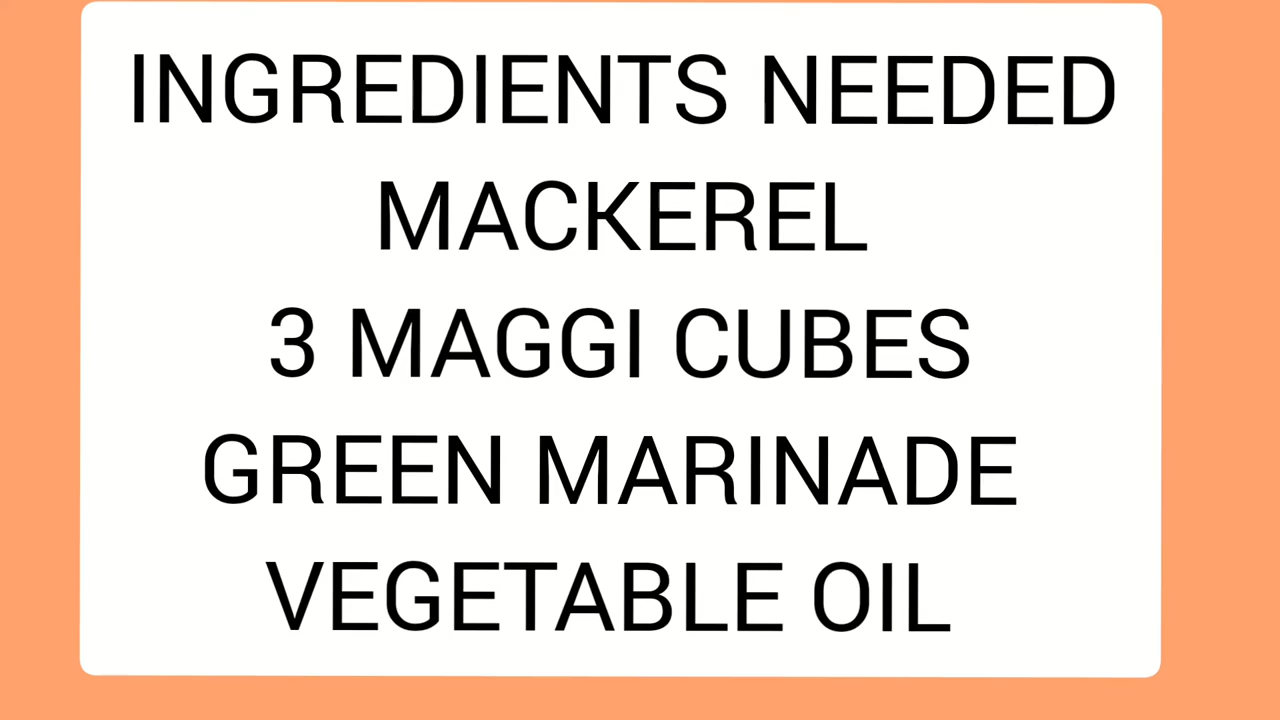 INGREDIENTS NEEDED
MACKEREL
3 MAGGI CUBES
GREEN MARINADE
VEGETABLE OIL